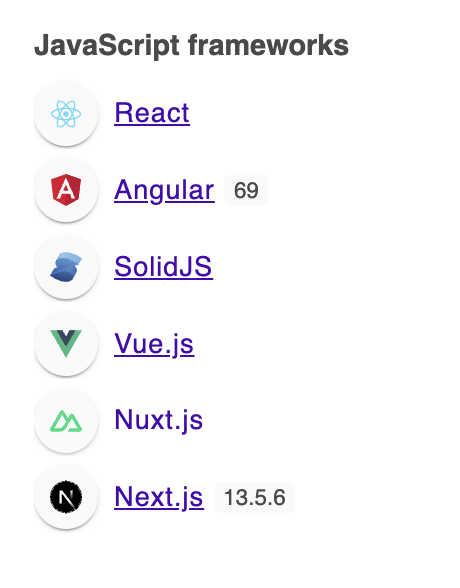 JavaScript frameworks
React
Angular 69
SolidJS
Vue.js
Nuxt.js
Next.js 13.5.6